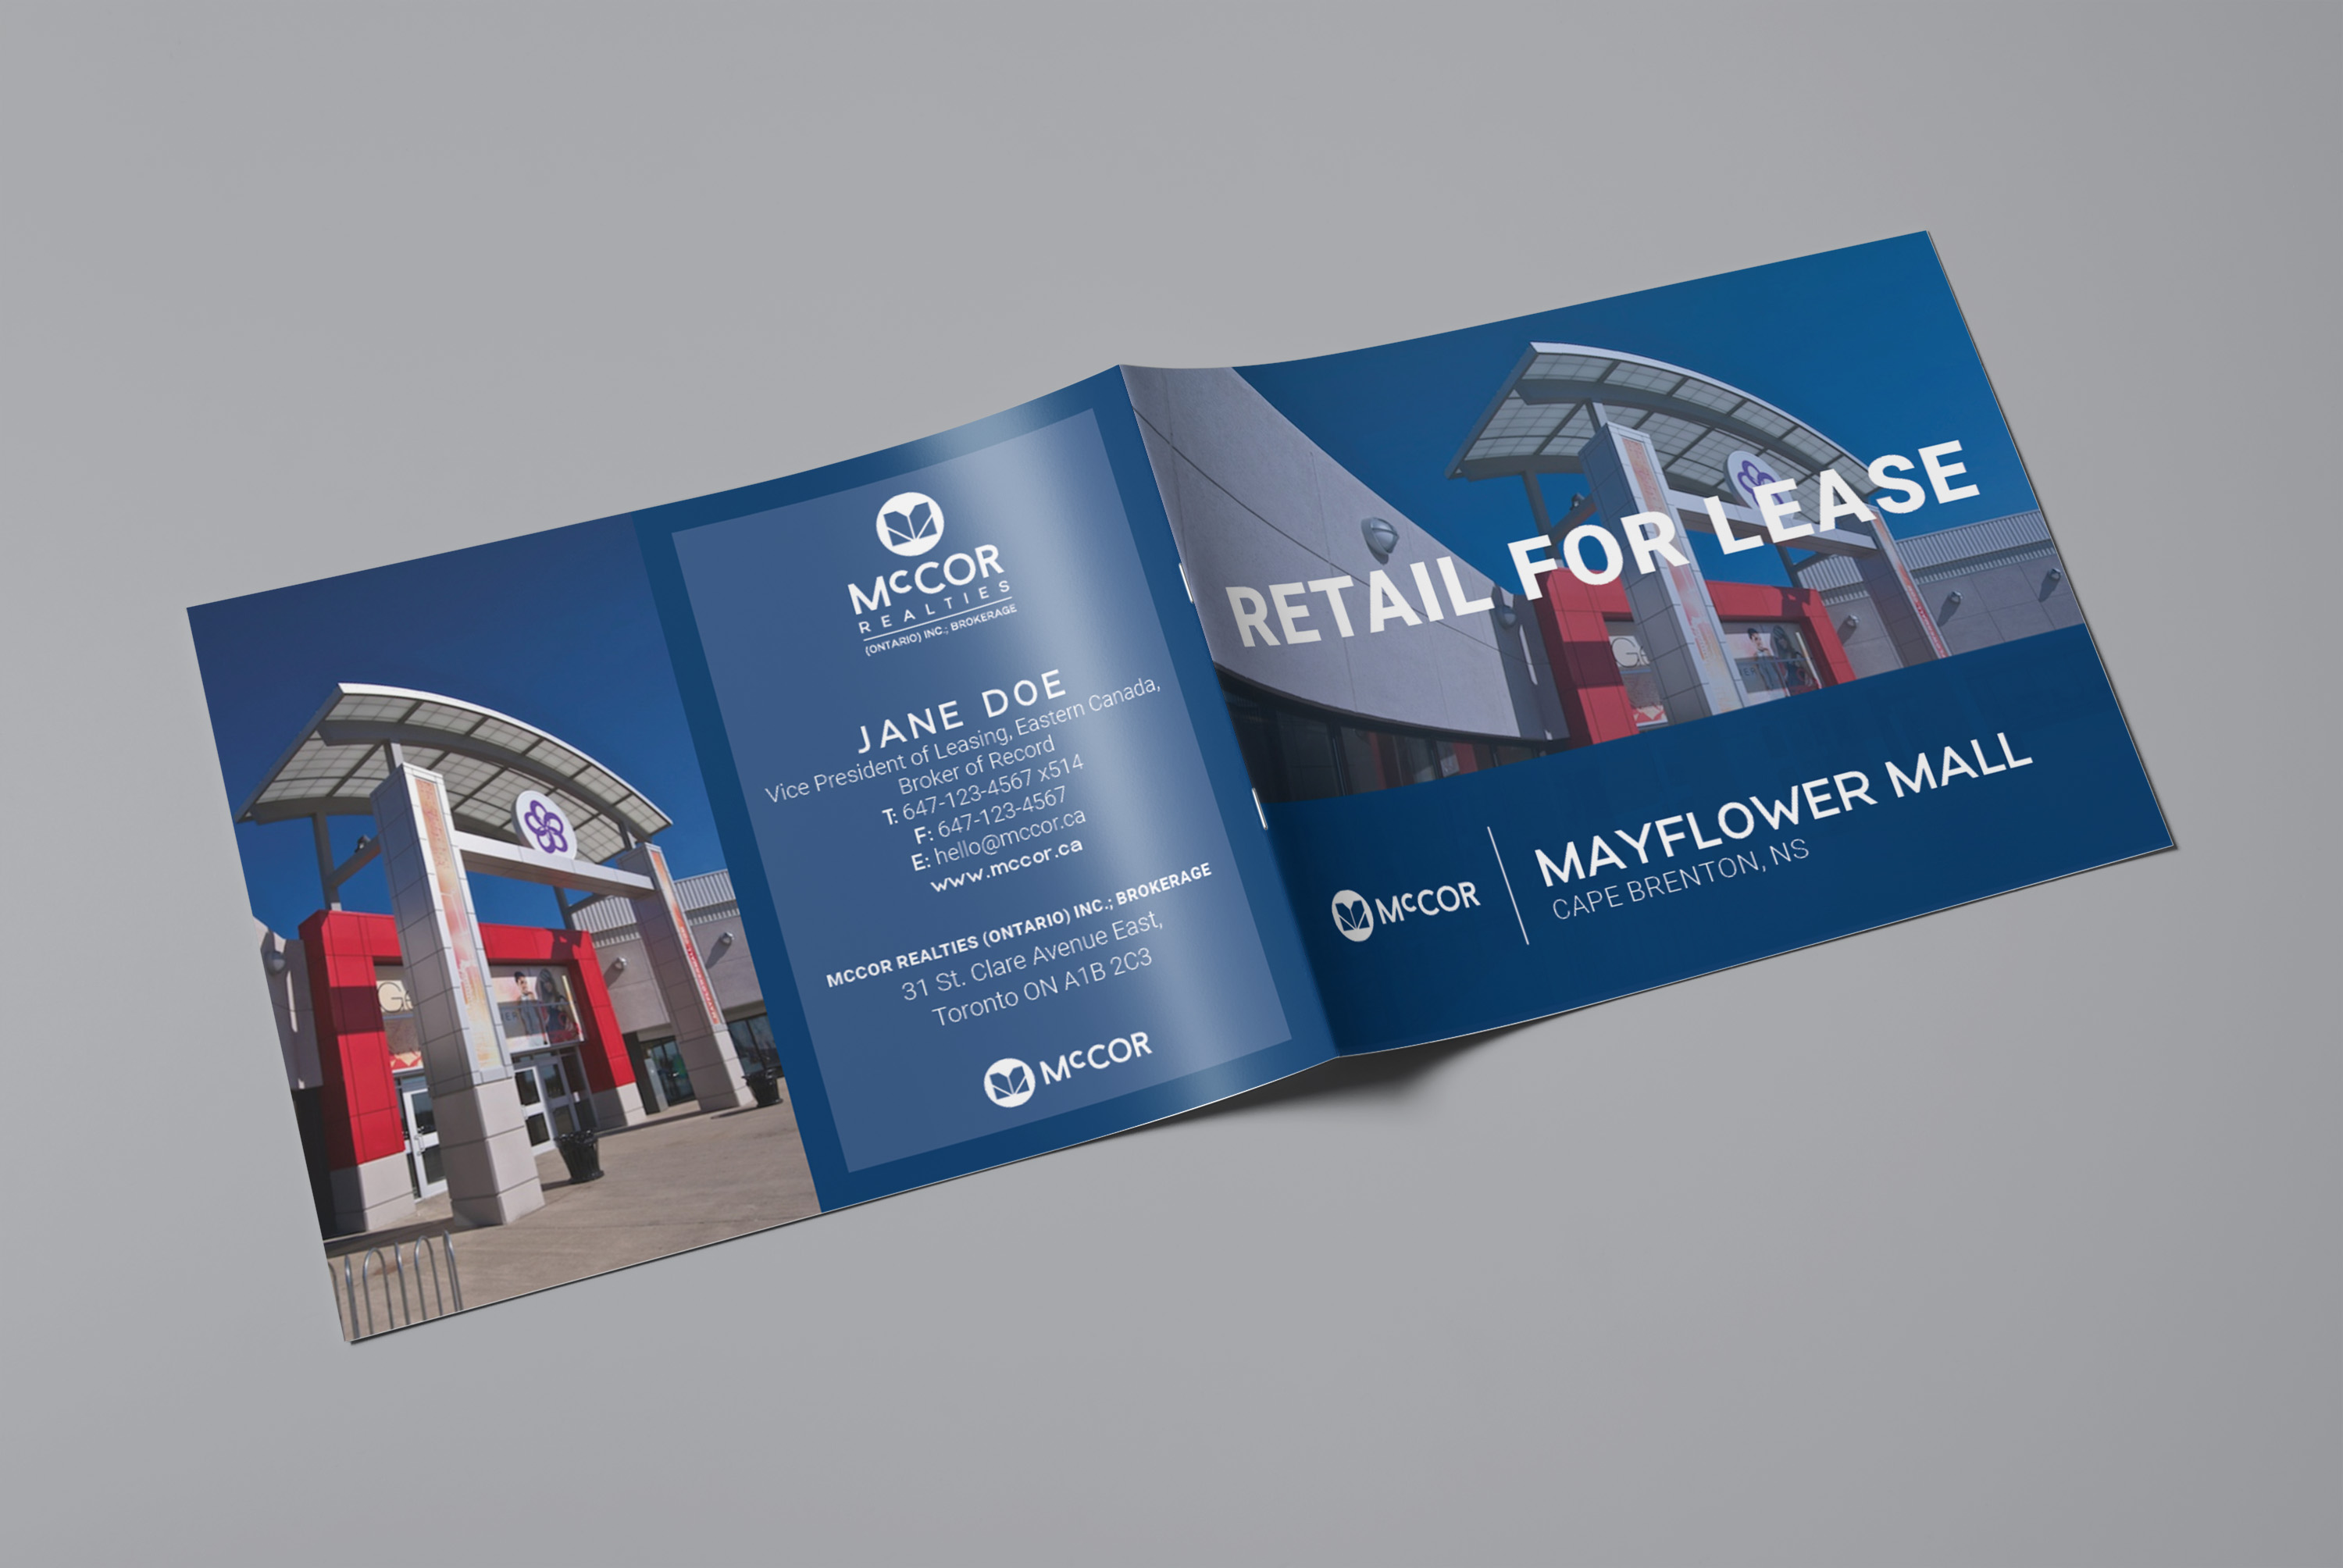 McCOR
REALTIES
(ONTARIO) INC.; BROKERAGE
JANE DOE
Vice President of Leasing, Eastern Canada,
Broker of Record
T: 647-123-4567 x514
F: 647-123-4567
E: hello@mccor.ca
www.mccor.ca
MCCOR REALTIES (ONTARIO) INC.; BROKERAGE
31 St. Clare Avenue East,
Toronto ON A1B 2C3
McCOR
RETAIL FOR LEASE
McCOR
MAYFLOWER MALL
CAPE BRENTON, NS